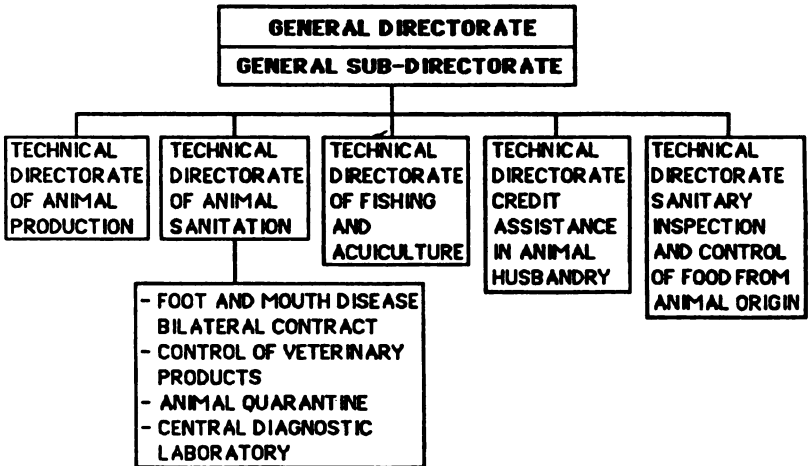 GENERAL DIRECTORATE
GENERAL SUB-DIRECTORATE
TECHNICAL
DIRECTORATE
OF ANIMAL
PRODUCTION
TECHNICAL
DIRECTORATE
OF ANIMAL
SANITATION
TECHNICAL
DIRECTORATE
OF FISHING
AND
ACUICULTURE
TECHNICAL
DIRECTORATE
CREDIT
ASSISTANCE
IN ANIMAL
HUSBANDRY
TECHNICAL
DIRECTORATE
SANITARY
INSPECTION
AND CONTROL
OF FOOD FROM
ANIMAL ORIGIN
- FOOT AND MOUTH DISEASE
BILATERAL CONTRACT
- CONTROL OF VETERINARY
PRODUCTS
- ANIMAL QUARANTINE
- CENTRAL DIAGNOSTIC
LABORATORY